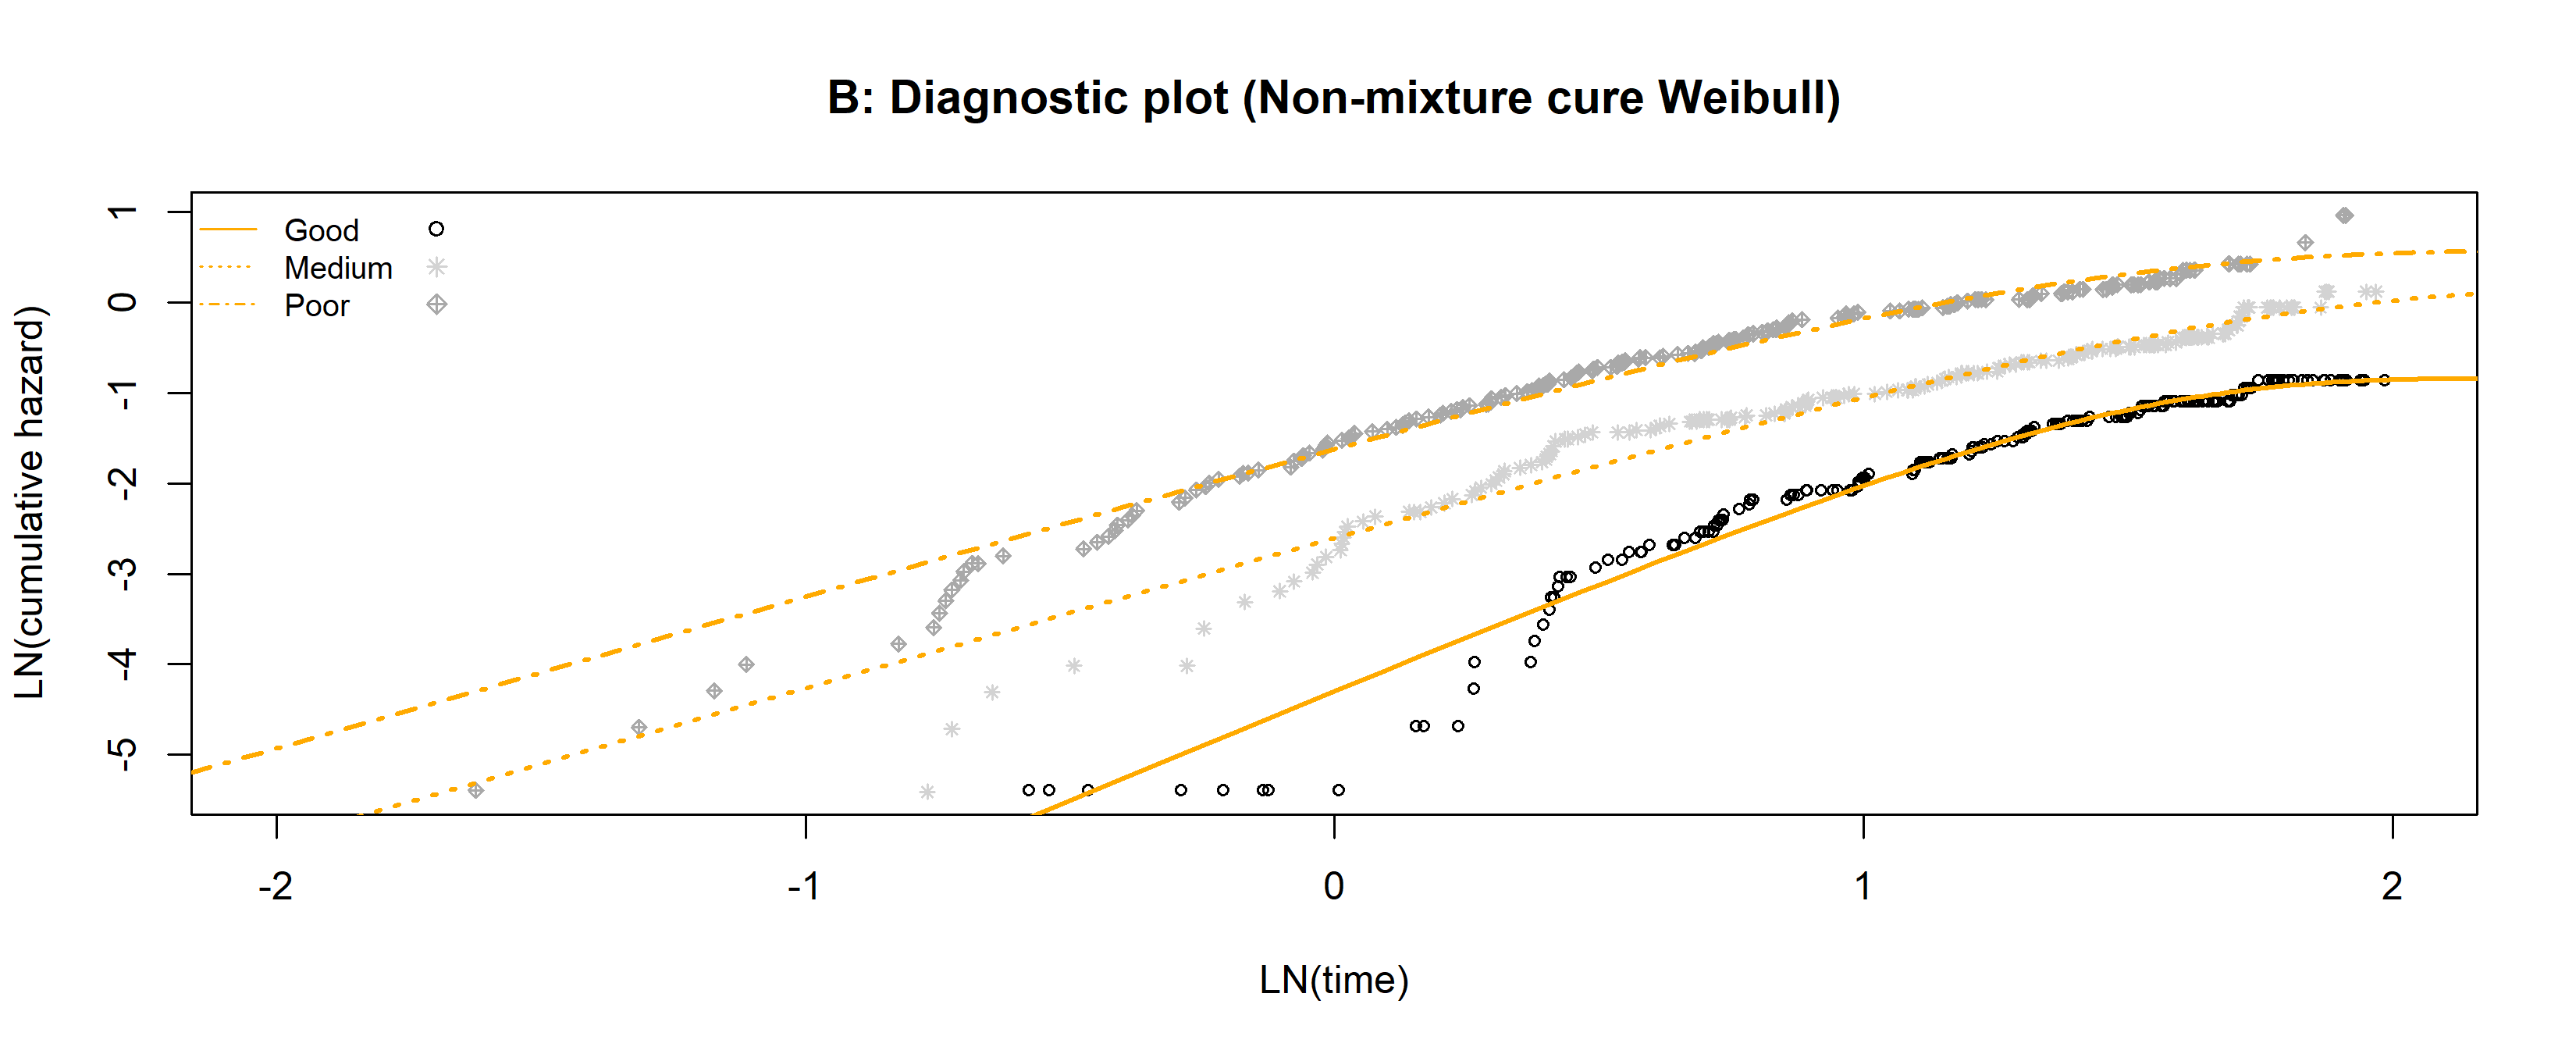 B: Diagnostic plot (Non-mixture cure Weibull)
LN(cumulative hazard)
1
0
-1
-2
-3
-4
-5
Good
Medium
Poor
-2 -1 0 1 2
LN(time)